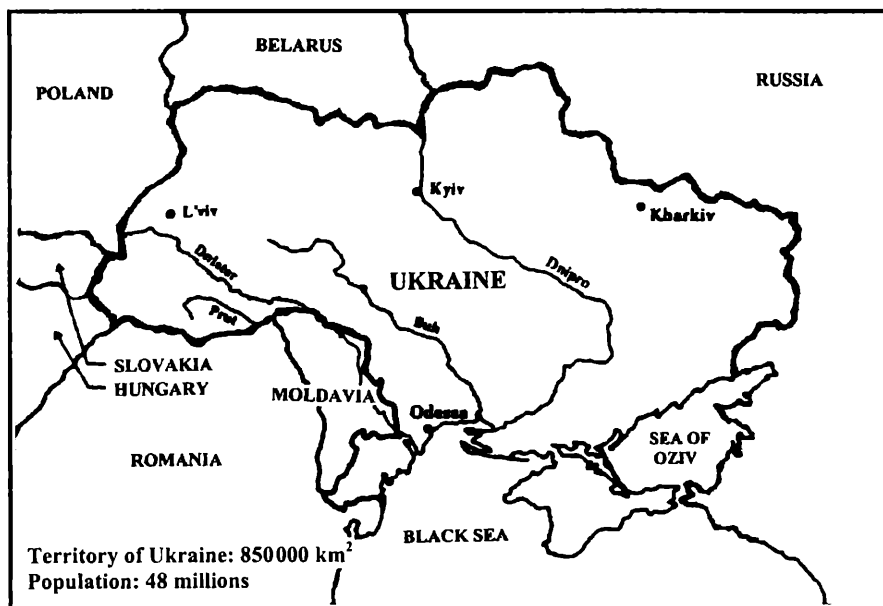 BELARUS
POLAND
RUSSIA
Kyiv
L'viv
Kharkiv
Dnister
UKRAINE
Dnipro
Prut
Buh
SLOVAKIA
HUNGARY
MOLDAVIA
Odessa
SEA OF
OZIV
ROMANIA
BLACK SEA
Territory of Ukraine: 850000 km²
Population: 48 millions